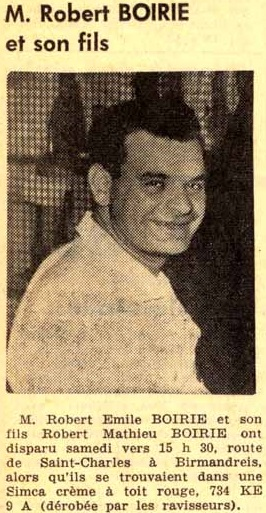 M. Robert BOIRIE
et son fils
M. Robert Emile BOIRIE et son
fils Robert Mathieu BOIRIE ont
disparu samedi vers 15 h 30, route
de Saint-Charles à Birmandreis,
alors qu'ils se trouvaient dans une
Simca crème à toit rouge, 734 KE
9 A (dérobée par les ravisseurs).